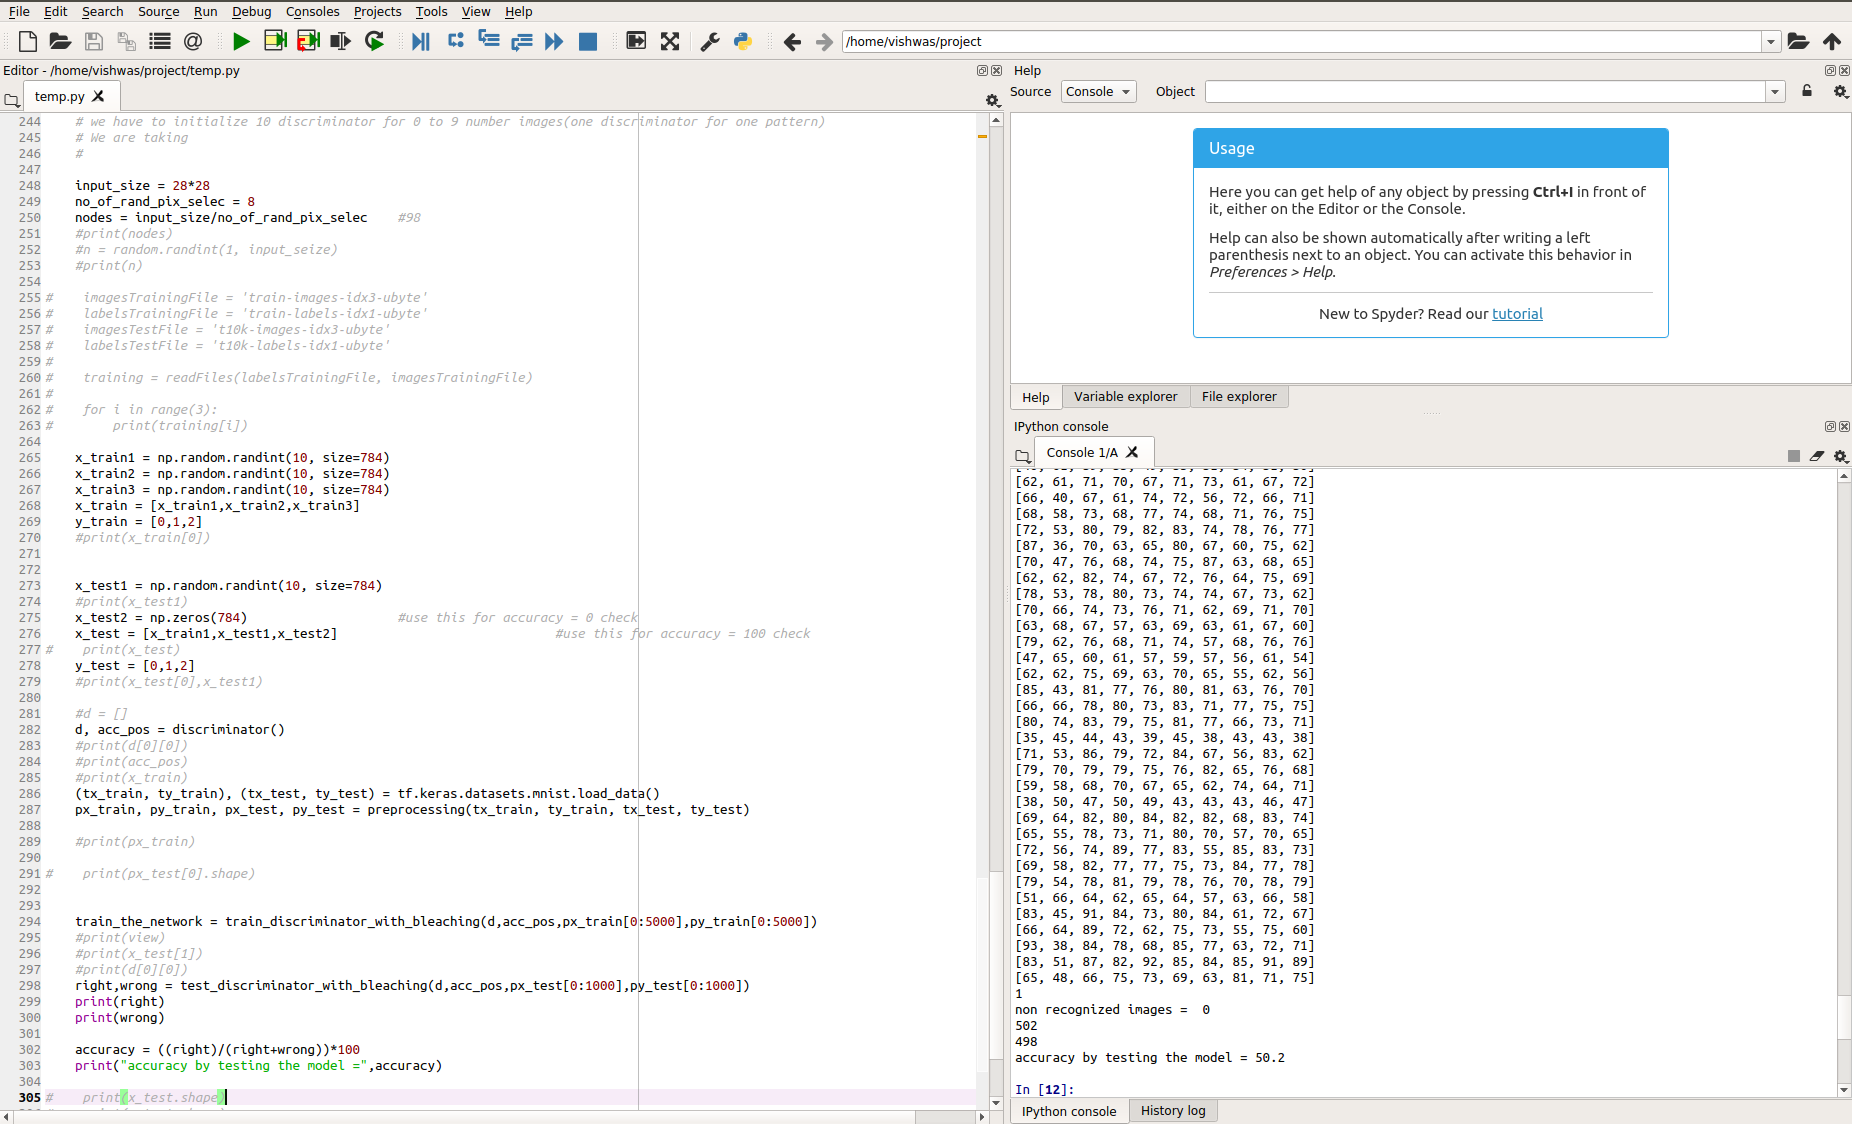 File Edit Search Source Run Debug Consoles Projects Tools View Help
/home/vishwas/project
Editor - /home/vishwas/project/temp.py
temp.py
244     # we have to initialize 10 discriminator for 0 to 9 number images(one discriminator for one pattern)
245     # We are taking
246     #
247
248     input_size = 28*28
249     no_of_rand_pix_selec = 8
250     nodes = input_size/no_of_rand_pix_selec    #98
251     #print(nodes)
252     #n = random.randint(1, input_seize)
253     #print(n)
254
255 #    imagesTrainingFile = 'train-images-idx3-ubyte'
256 #    labelsTrainingFile = 'train-labels-idx1-ubyte'
257 #    imagesTestFile = 't10k-images-idx3-ubyte'
258 #    labelsTestFile = 't10k-labels-idx1-ubyte'
259 #
260 #    training = readFiles(labelsTrainingFile, imagesTrainingFile)
261 #
262 #    for i in range(3):
263 #        print(training[i])
264
265     x_train1 = np.random.randint(10, size=784)
266     x_train2 = np.random.randint(10, size=784)
267     x_train3 = np.random.randint(10, size=784)
268     x_train = [x_train1,x_train2,x_train3]
269     y_train = [0,1,2]
270     #print(x_train[0])
271
272
273     x_test1 = np.random.randint(10, size=784)
274     #print(x_test1)
275     x_test2 = np.zeros(784)                    #use this for accuracy = 0 check
276     x_test = [x_train1,x_test1,x_test2]                             #use this for accuracy = 100 check
277 #    print(x_test)
278     y_test = [0,1,2]
279     #print(x_test[0],x_test1)
280
281     #d = []
282     d, acc_pos = discriminator()
283     #print(d[0][0])
284     #print(acc_pos)
285     #print(x_train)
286     (tx_train, ty_train), (tx_test, ty_test) = tf.keras.datasets.mnist.load_data()
287     px_train, py_train, px_test, py_test = preprocessing(tx_train, ty_train, tx_test, ty_test)
288
289     #print(px_train)
290
291 #    print(px_test[0].shape)
292
293
294     train_the_network = train_discriminator_with_bleaching(d,acc_pos,px_train[0:5000],py_train[0:5000])
295     #print(view)
296     #print(x_test[1])
297     #print(d[0][0])
298     right,wrong = test_discriminator_with_bleaching(d,acc_pos,px_test[0:1000],py_test[0:1000])
299     print(right)
300     print(wrong)
301
302     accuracy = ((right)/(right+wrong))*100
303     print("accuracy by testing the model =",accuracy)
304
305 #    print(x_test.shape)
Help
Source Console Object
Usage
Here you can get help of any object by pressing Ctrl+I in front of
it, either on the Editor or the Console.
Help can also be shown automatically after writing a left
parenthesis next to an object. You can activate this behavior in
Preferences > Help.
New to Spyder? Read our tutorial
Help Variable explorer File explorer
IPython console
Console 1/A
[62, 61, 71, 70, 67, 71, 73, 61, 67, 72]
[66, 40, 67, 61, 74, 72, 56, 72, 66, 71]
[68, 58, 73, 68, 77, 74, 68, 71, 76, 75]
[72, 53, 80, 79, 82, 83, 74, 78, 76, 77]
[87, 36, 70, 63, 65, 80, 67, 60, 75, 62]
[70, 47, 76, 68, 74, 75, 87, 63, 68, 65]
[62, 62, 82, 74, 67, 72, 76, 64, 75, 69]
[78, 53, 78, 80, 73, 74, 74, 67, 73, 62]
[70, 66, 74, 73, 76, 71, 62, 69, 71, 70]
[63, 68, 67, 57, 63, 69, 63, 61, 67, 60]
[79, 62, 76, 68, 71, 74, 57, 68, 76, 76]
[47, 65, 60, 61, 57, 59, 57, 56, 61, 54]
[62, 62, 75, 69, 63, 70, 65, 55, 62, 56]
[85, 43, 81, 77, 76, 80, 81, 63, 76, 70]
[66, 66, 78, 80, 73, 83, 71, 77, 75, 75]
[80, 74, 83, 79, 75, 81, 77, 66, 73, 71]
[35, 45, 44, 43, 39, 45, 38, 43, 43, 38]
[71, 53, 86, 79, 72, 84, 67, 56, 83, 62]
[79, 70, 79, 79, 75, 76, 82, 65, 76, 68]
[59, 58, 68, 70, 67, 65, 62, 74, 64, 71]
[38, 50, 47, 50, 49, 43, 43, 43, 46, 47]
[69, 64, 82, 80, 84, 82, 82, 68, 83, 74]
[65, 55, 78, 73, 71, 80, 70, 57, 70, 65]
[72, 56, 74, 89, 77, 83, 55, 85, 83, 73]
[69, 58, 82, 77, 77, 75, 73, 84, 77, 78]
[79, 54, 78, 81, 79, 78, 76, 70, 78, 79]
[51, 66, 64, 62, 65, 64, 57, 63, 66, 58]
[83, 45, 91, 84, 73, 80, 84, 61, 72, 67]
[66, 64, 89, 72, 62, 75, 73, 55, 75, 60]
[93, 38, 84, 78, 68, 85, 77, 63, 72, 71]
[83, 51, 87, 82, 92, 85, 84, 85, 91, 89]
[65, 48, 66, 75, 73, 69, 63, 81, 71, 75]
1
non recognized images =  0
502
498
accuracy by testing the model = 50.2
In [12]:
IPython console History log